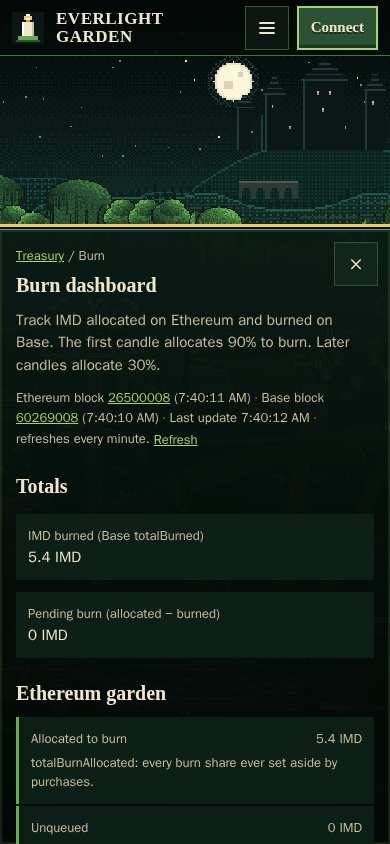 EVERLIGHT
GARDEN
Connect
Treasury / Burn
Burn dashboard
Track IMD allocated on Ethereum and burned on
Base. The first candle allocates 90% to burn. Later
candles allocate 30%.
Ethereum block 26500008 (7:40:11 AM) · Base block
60269008 (7:40:10 AM) · Last update 7:40:12 AM ·
refreshes every minute. Refresh
Totals
IMD burned (Base totalBurned)
5.4 IMD
Pending burn (allocated − burned)
0 IMD
Ethereum garden
Allocated to burn 5.4 IMD
totalBurnAllocated: every burn share ever set aside by
purchases.
Unqueued 0 IMD